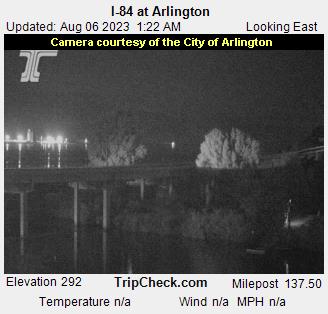 I-84 at Arlington
Updated: Aug 06 2023 1:22 AM Looking East
Camera courtesy of the City of Arlington
Elevation 292 TripCheck.com Milepost 137.50
Temperature n/a Wind n/a MPH n/a